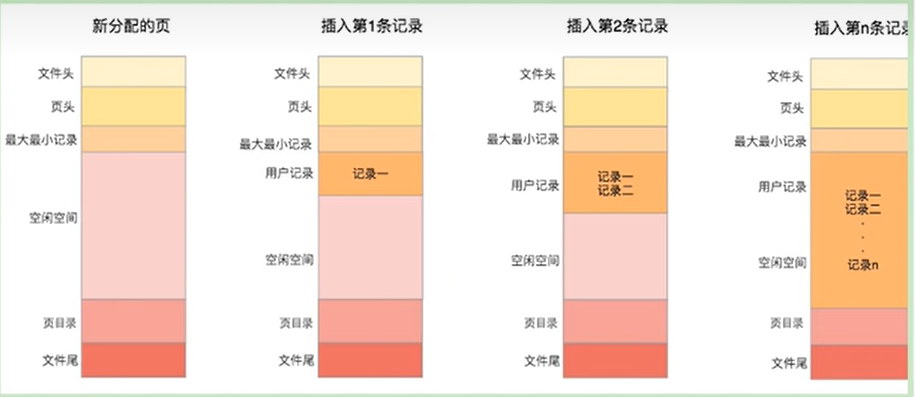 新分配的页
插入第1条记录
插入第2条记录
插入第n条记录
文件头
页头
最大最小记录
空闲空间
页目录
文件尾
文件头
页头
最大最小记录
用户记录
记录一
空闲空间
页目录
文件尾
文件头
页头
最大最小记录
用户记录
记录一
记录二
空闲空间
页目录
文件尾
文件头
页头
最大最小记录
用户记录
记录一
记录二
记录n
空闲空间
页目录
文件尾